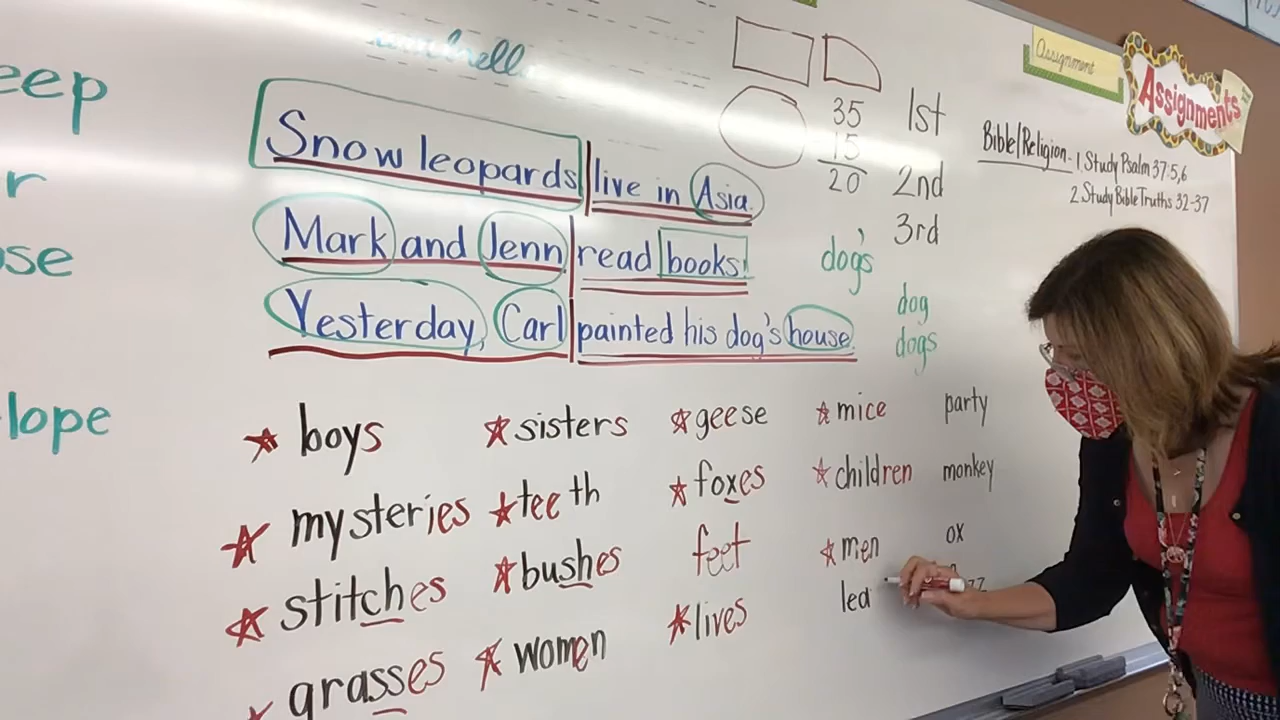 Assignment
Assignments
Bible/Religion - 1. Study Psalm 37:5,6
2. Study Bible Truths 32-37
eep
r
ose
lope
Snow leopards live in Asia.
Mark and Jenn read books.
Yesterday, Carl painted his dog's house.
35
15
20
1st
2nd
3rd
dog's
dog
dogs
boys
mysteries
stitches
grasses
sisters
teeth
bushes
women
geese
foxes
feet
lives
mice
children
men
lea
party
monkey
ox